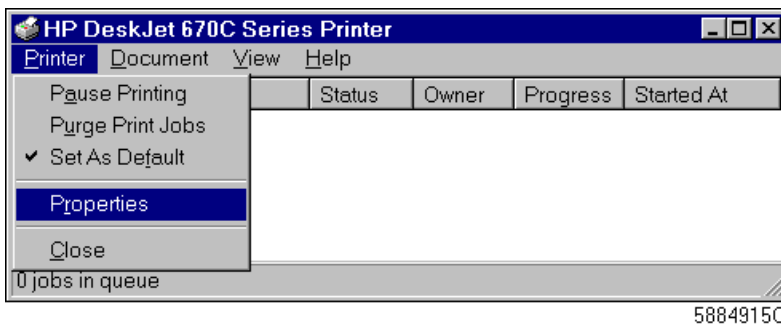 HP DeskJet 670C Series Printer
Printer Document View Help
Pause Printing Status Owner Progress Started At
Purge Print Jobs
✔ Set As Default
Properties
Close
0 jobs in queue
5884915C